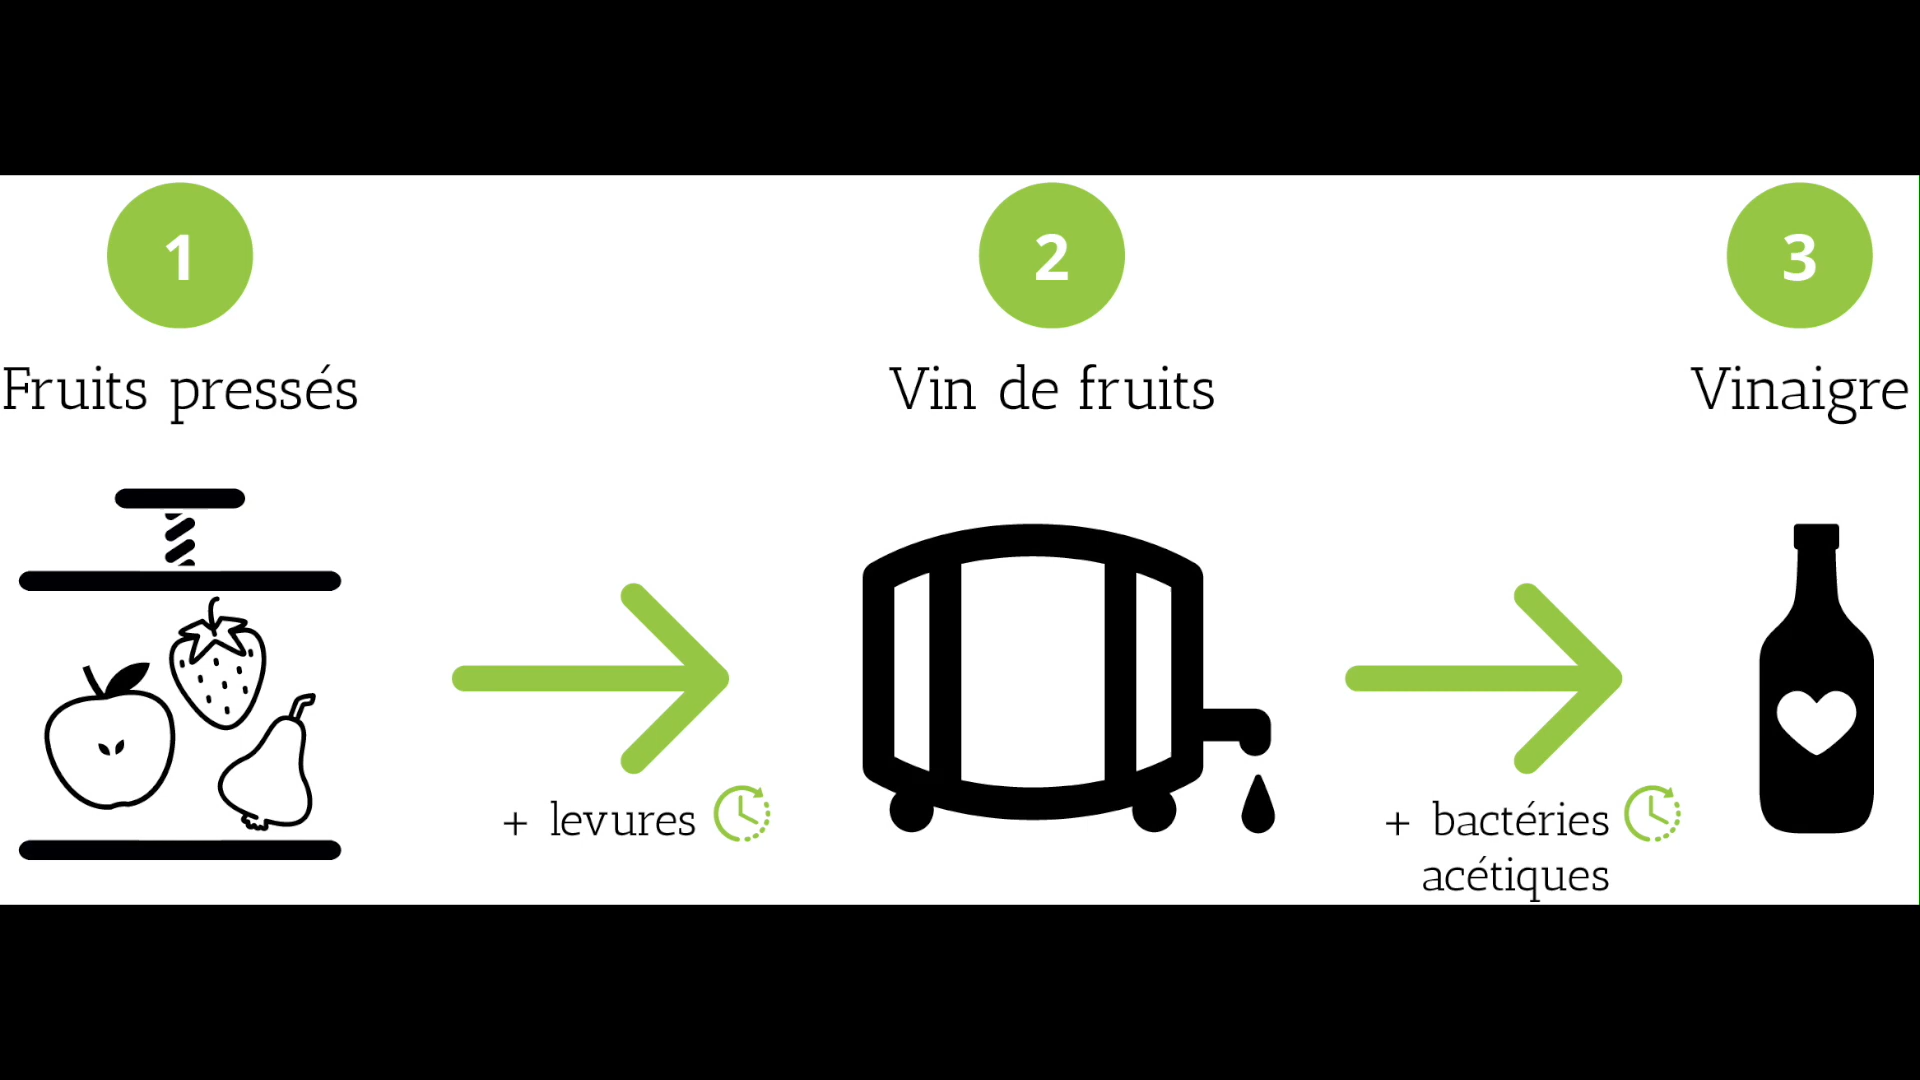 1
2
3
Fruits pressés
Vin de fruits
Vinaigre
+ levures
+ bactéries
acétiques